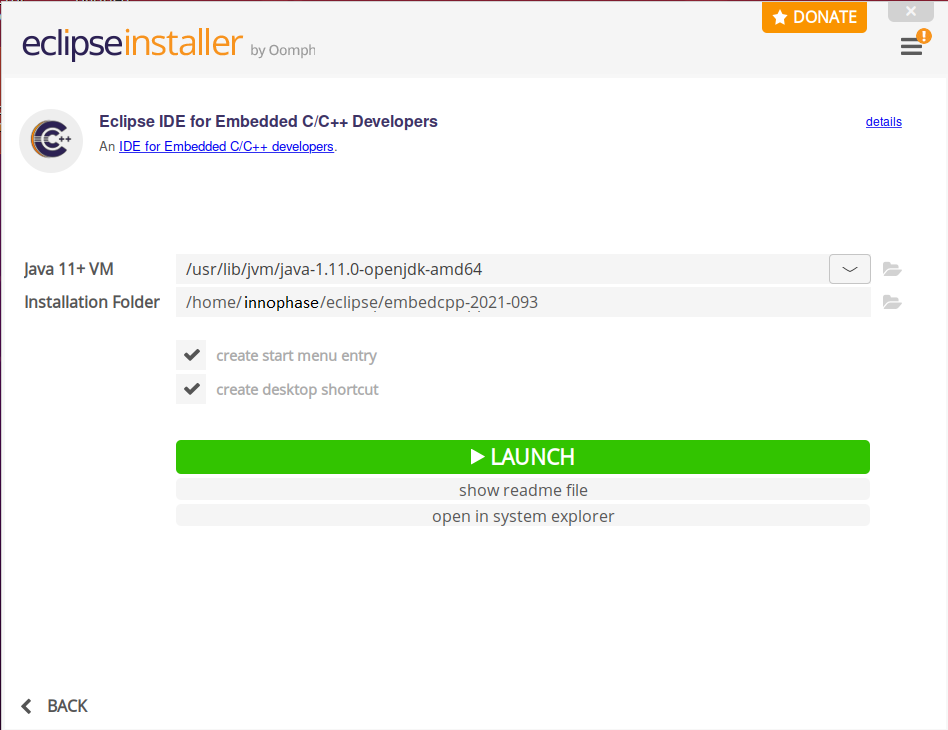 DONATE
eclipseinstaller by Oomph
Eclipse IDE for Embedded C/C++ Developers
details
An IDE for Embedded C/C++ developers.
Java 11+ VM
/usr/lib/jvm/java-1.11.0-openjdk-amd64
Installation Folder
/home/innophase/eclipse/embedcpp-2021-093
create start menu entry
create desktop shortcut
LAUNCH
show readme file
open in system explorer
BACK